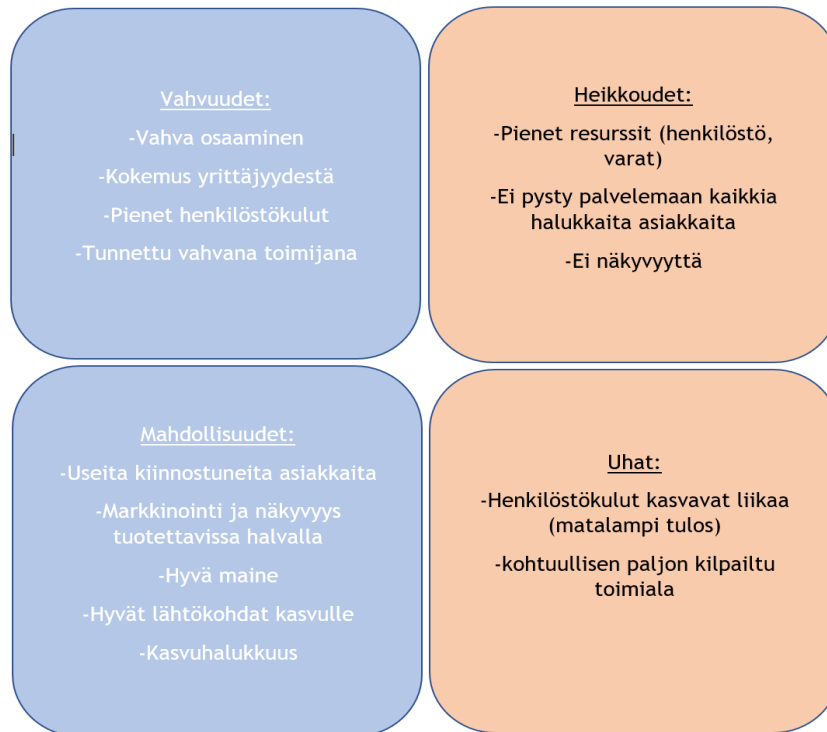 Vahvuudet:
-Vahva osaaminen
-Kokemus yrittäjyydestä
-Pienet henkilöstökulut
-Tunnettu vahvana toimijana
Heikkoudet:
-Pienet resurssit (henkilöstö,
varat)
-Ei pysty palvelemaan kaikkia
halukkaita asiakkaita
-Ei näkyvyyttä
Mahdollisuudet:
-Useita kiinnostuneita asiakkaita
-Markkinointi ja näkyvyys
tuotettavissa halvalla
-Hyvä maine
-Hyvät lähtökohdat kasvulle
-Kasvuhalukkuus
Uhat:
-Henkilöstökulut kasvavat liikaa
(matalampi tulos)
-kohtuullisen paljon kilpailtu
toimiala